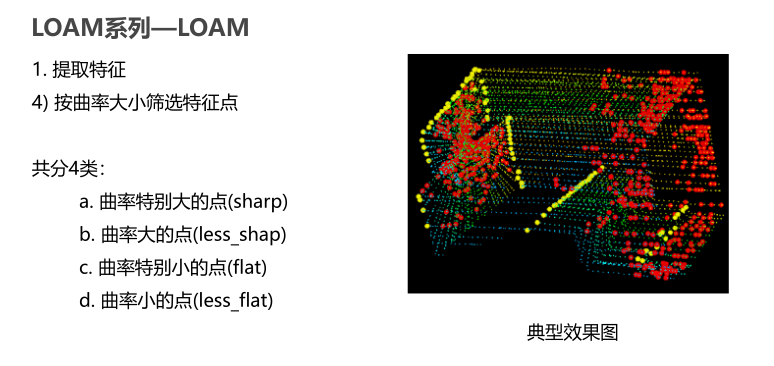 LOAM系列—LOAM
1. 提取特征
4) 按曲率大小筛选特征点
共分4类：
a. 曲率特别大的点(sharp)
b. 曲率大的点(less_shap)
c. 曲率特别小的点(flat)
d. 曲率小的点(less_flat)
典型效果图